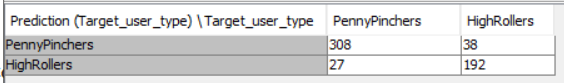 Prediction (Target_user_type) \ Target_user_type PennyPinchers HighRollers
PennyPinchers 308 38
HighRollers 27 192